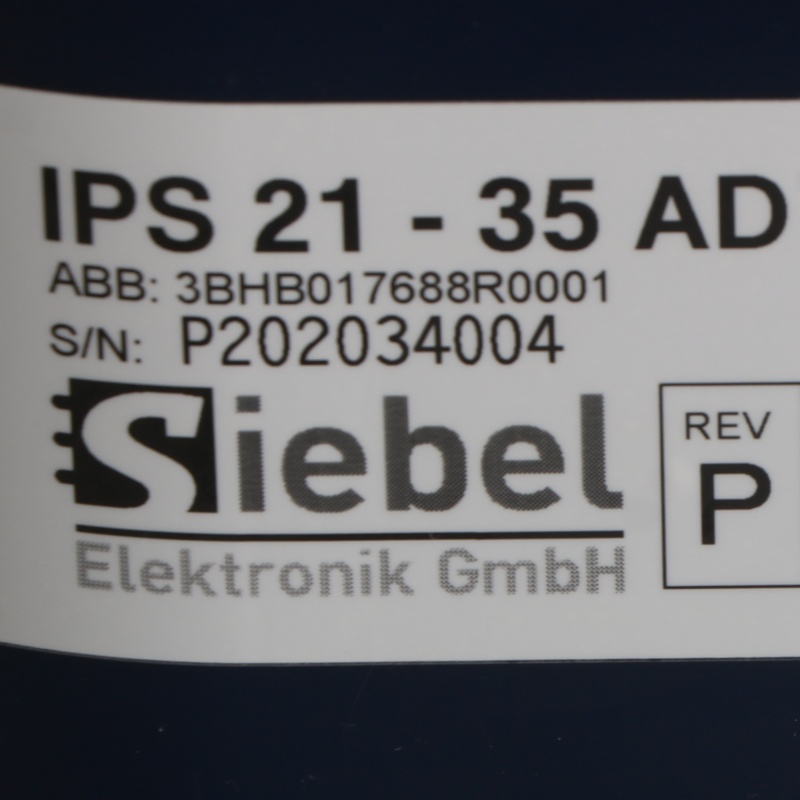 IPS 21 - 35 AD
ABB: 3BHB017688R0001
S/N: P202034004
Siebel
Elektronik GmbH
REV
P